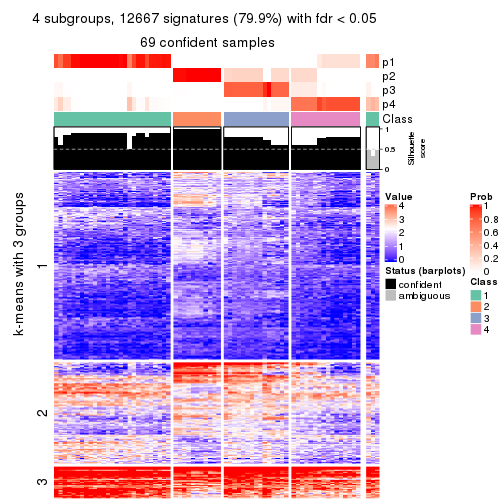 4 subgroups, 12667 signatures (79.9%) with fdr < 0.05
69 confident samples
p1
p2
p3
p4
Class
1
0.5
0
Silhouette
score
k-means with 3 groups
1
2
3
Value
4
3
2
1
0
Status (barplots)
confident
ambiguous
Prob
1
0.8
0.6
0.4
0.2
0
Class
1
2
3
4